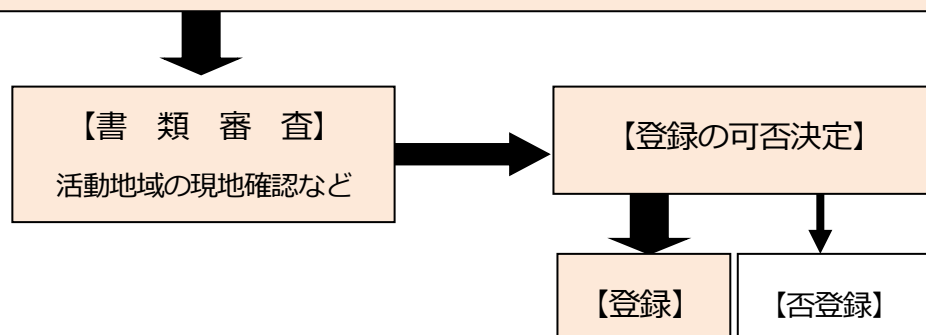 【書　類　審　査】
活動地域の現地確認など
【登録の可否決定】
【登録】
【否登録】